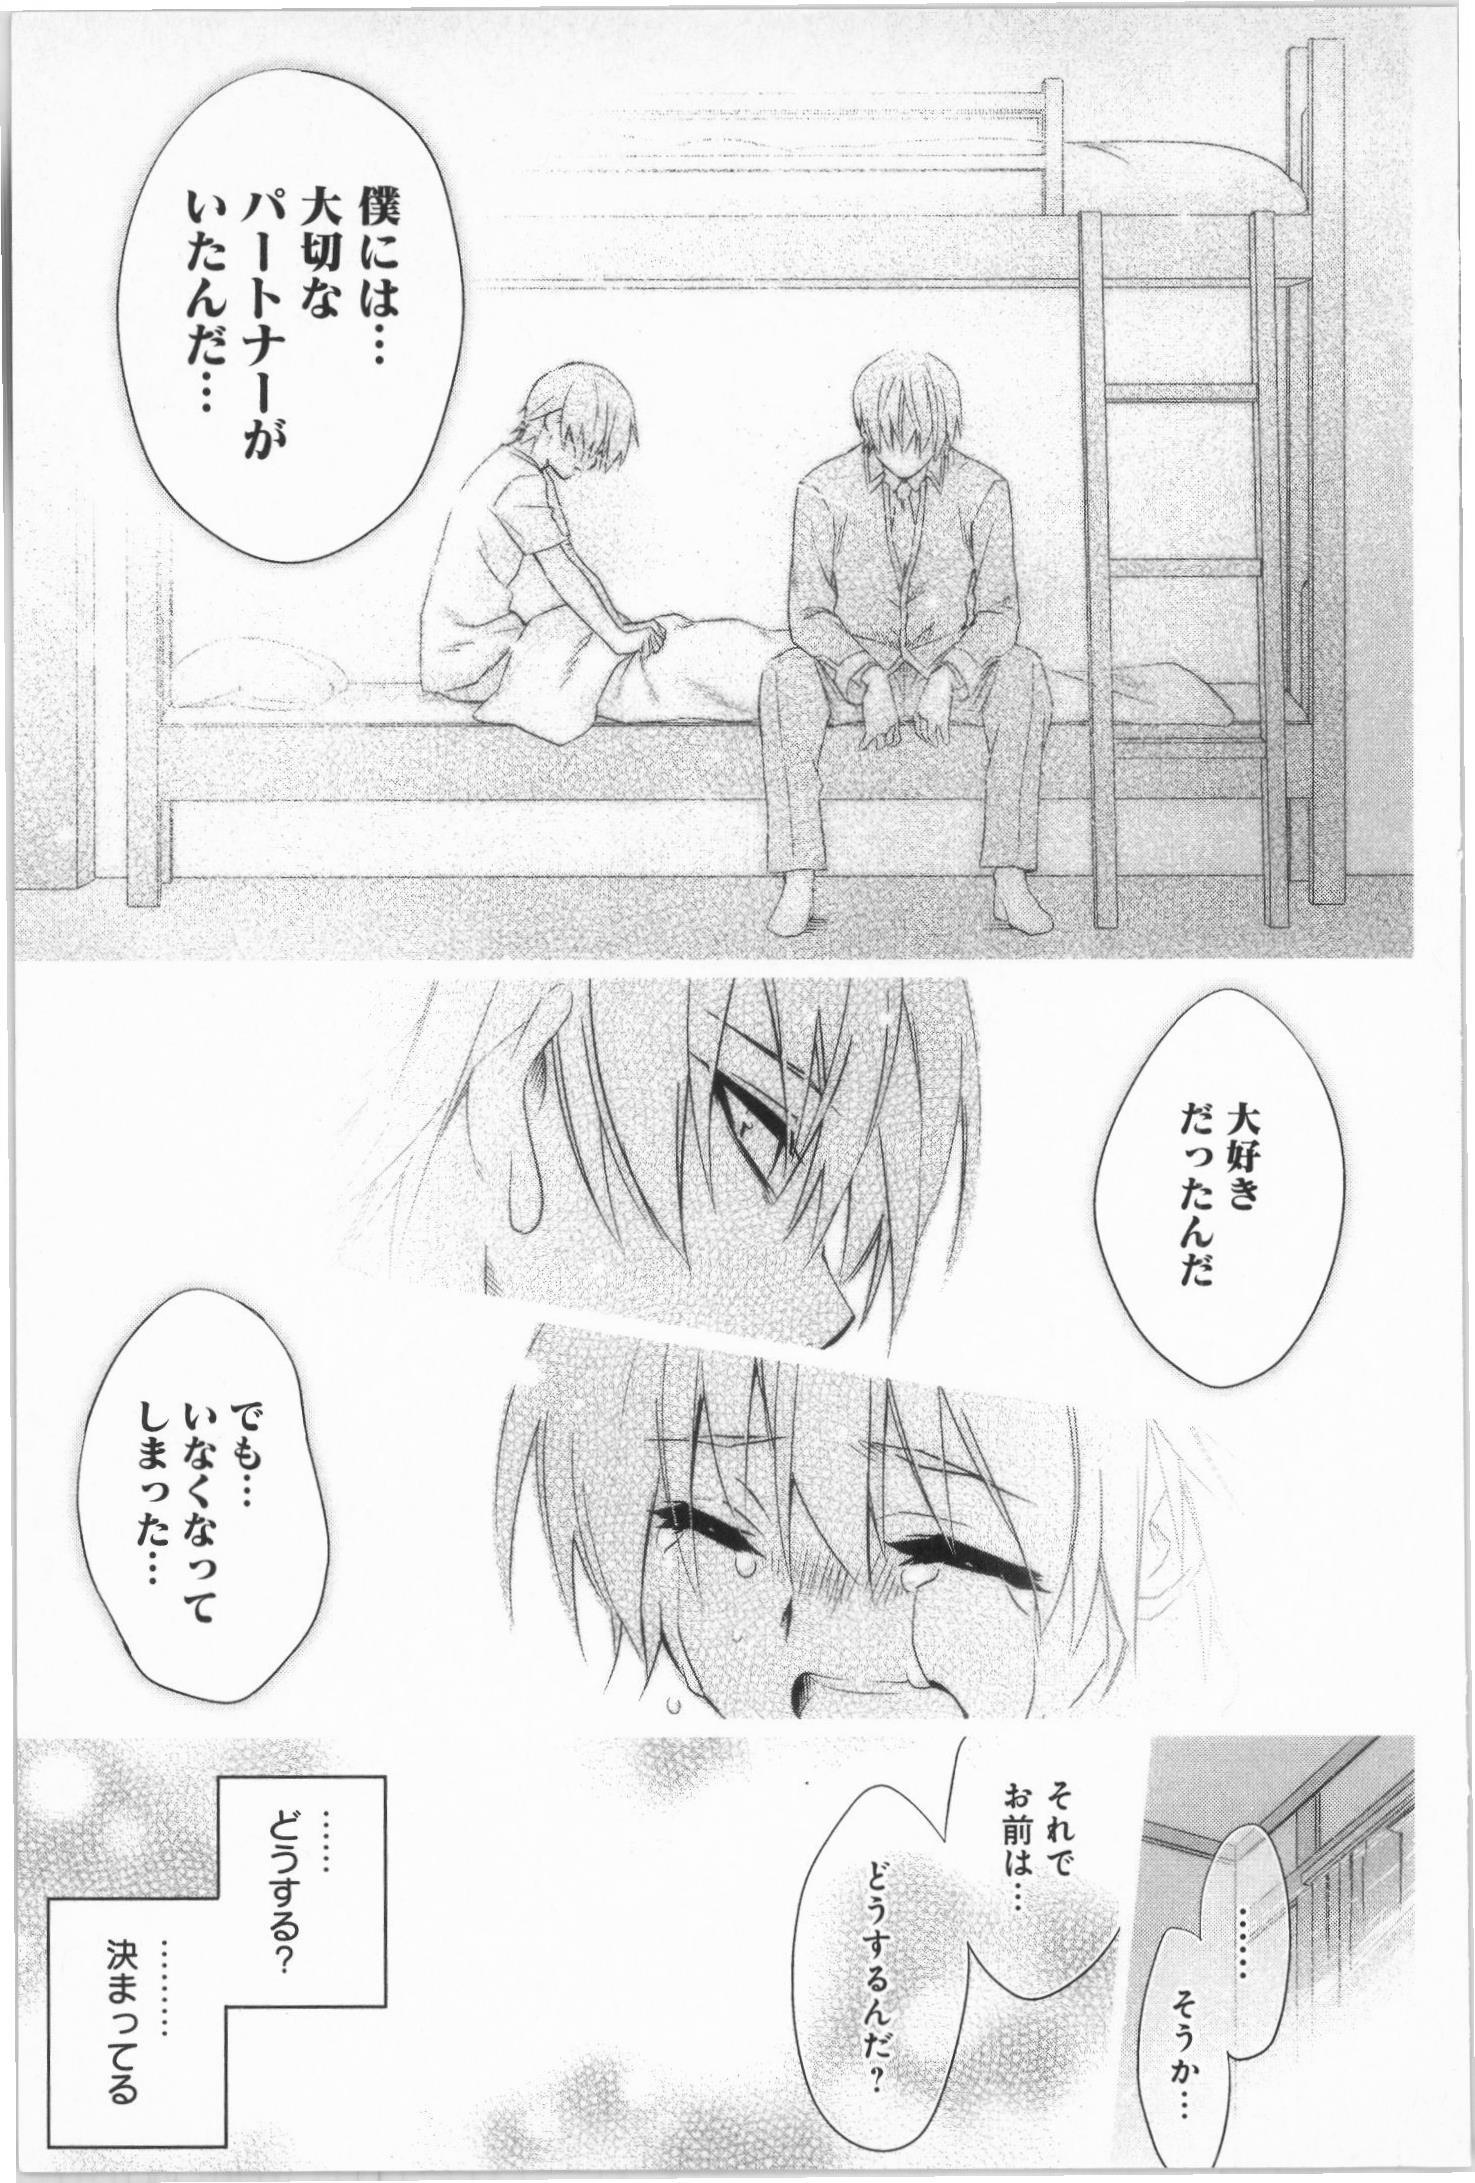 僕には…
大切な
パートナーが
いたんだ…
大好き
だったんだ
でも…
いなくなって
しまった…
……
そうか…
それで
お前は…
どうするんだ？
……
どうする？
………
決まってる